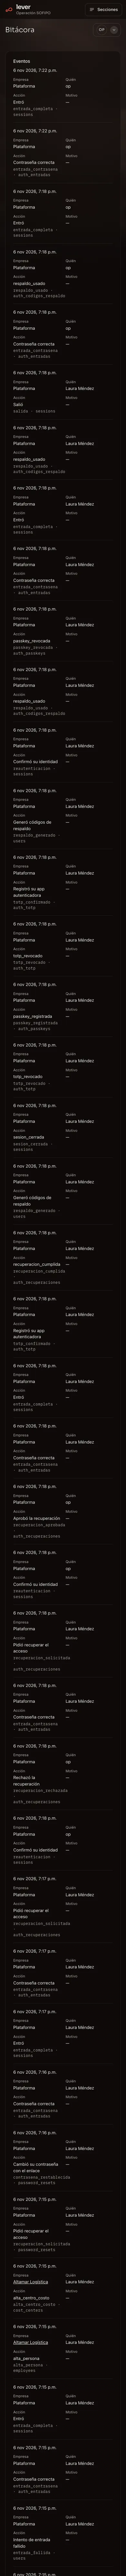 lever
Operación NOPIPO
Secciones
Bitácora
OP
Eventos
6 nov 2026, 7:22 p.m.
Empresa Quién
Plataforma op
Acción Motivo
Entró —
entrada_completa ·
sessions
6 nov 2026, 7:22 p.m.
Empresa Quién
Plataforma op
Acción Motivo
Contraseña correcta —
entrada_contrasena
· auth_entradas
6 nov 2026, 7:18 p.m.
Empresa Quién
Plataforma op
Acción Motivo
Entró —
entrada_completa ·
sessions
6 nov 2026, 7:18 p.m.
Empresa Quién
Plataforma op
Acción Motivo
respaldo_usado —
respaldo_usado ·
auth_codigos_respaldo
6 nov 2026, 7:18 p.m.
Empresa Quién
Plataforma op
Acción Motivo
Contraseña correcta —
entrada_contrasena
· auth_entradas
6 nov 2026, 7:18 p.m.
Empresa Quién
Plataforma Laura Méndez
Acción Motivo
Salió —
salida · sessions
6 nov 2026, 7:18 p.m.
Empresa Quién
Plataforma Laura Méndez
Acción Motivo
respaldo_usado —
respaldo_usado ·
auth_codigos_respaldo
6 nov 2026, 7:18 p.m.
Empresa Quién
Plataforma Laura Méndez
Acción Motivo
Entró —
entrada_completa ·
sessions
6 nov 2026, 7:18 p.m.
Empresa Quién
Plataforma Laura Méndez
Acción Motivo
Contraseña correcta —
entrada_contrasena
· auth_entradas
6 nov 2026, 7:18 p.m.
Empresa Quién
Plataforma Laura Méndez
Acción Motivo
passkey_revocada —
passkey_revocada ·
auth_passkeys
6 nov 2026, 7:18 p.m.
Empresa Quién
Plataforma Laura Méndez
Acción Motivo
respaldo_usado —
respaldo_usado ·
auth_codigos_respaldo
6 nov 2026, 7:18 p.m.
Empresa Quién
Plataforma Laura Méndez
Acción Motivo
Confirmó su identidad —
reautenticacion ·
sessions
6 nov 2026, 7:18 p.m.
Empresa Quién
Plataforma Laura Méndez
Acción Motivo
Generó códigos de —
respaldo
respaldo_generado ·
users
6 nov 2026, 7:18 p.m.
Empresa Quién
Plataforma Laura Méndez
Acción Motivo
Registró su app —
autenticadora
totp_confirmado ·
auth_totp
6 nov 2026, 7:18 p.m.
Empresa Quién
Plataforma Laura Méndez
Acción Motivo
totp_revocado —
totp_revocado ·
auth_totp
6 nov 2026, 7:18 p.m.
Empresa Quién
Plataforma Laura Méndez
Acción Motivo
passkey_registrada —
passkey_registrada
· auth_passkeys
6 nov 2026, 7:18 p.m.
Empresa Quién
Plataforma Laura Méndez
Acción Motivo
totp_revocado —
totp_revocado ·
auth_totp
6 nov 2026, 7:18 p.m.
Empresa Quién
Plataforma Laura Méndez
Acción Motivo
sesion_cerrada —
sesion_cerrada ·
sessions
6 nov 2026, 7:18 p.m.
Empresa Quién
Plataforma Laura Méndez
Acción Motivo
Generó códigos de —
respaldo
respaldo_generado ·
users
6 nov 2026, 7:18 p.m.
Empresa Quién
Plataforma Laura Méndez
Acción Motivo
recuperacion_cumplida —
recuperacion_cumplida
·
auth_recuperaciones
6 nov 2026, 7:18 p.m.
Empresa Quién
Plataforma Laura Méndez
Acción Motivo
Registró su app —
autenticadora
totp_confirmado ·
auth_totp
6 nov 2026, 7:18 p.m.
Empresa Quién
Plataforma Laura Méndez
Acción Motivo
Entró —
entrada_completa ·
sessions
6 nov 2026, 7:18 p.m.
Empresa Quién
Plataforma Laura Méndez
Acción Motivo
Contraseña correcta —
entrada_contrasena
· auth_entradas
6 nov 2026, 7:18 p.m.
Empresa Quién
Plataforma op
Acción Motivo
Aprobó la recuperación —
recuperacion_aprobada
·
auth_recuperaciones
6 nov 2026, 7:18 p.m.
Empresa Quién
Plataforma op
Acción Motivo
Confirmó su identidad —
reautenticacion ·
sessions
6 nov 2026, 7:18 p.m.
Empresa Quién
Plataforma Laura Méndez
Acción Motivo
Pidió recuperar el —
acceso
recuperacion_solicitada
·
auth_recuperaciones
6 nov 2026, 7:18 p.m.
Empresa Quién
Plataforma Laura Méndez
Acción Motivo
Contraseña correcta —
entrada_contrasena
· auth_entradas
6 nov 2026, 7:18 p.m.
Empresa Quién
Plataforma op
Acción Motivo
Rechazó la —
recuperación
recuperacion_rechazada
·
auth_recuperaciones
6 nov 2026, 7:18 p.m.
Empresa Quién
Plataforma op
Acción Motivo
Confirmó su identidad —
reautenticacion ·
sessions
6 nov 2026, 7:17 p.m.
Empresa Quién
Plataforma Laura Méndez
Acción Motivo
Pidió recuperar el —
acceso
recuperacion_solicitada
·
auth_recuperaciones
6 nov 2026, 7:17 p.m.
Empresa Quién
Plataforma Laura Méndez
Acción Motivo
Contraseña correcta —
entrada_contrasena
· auth_entradas
6 nov 2026, 7:17 p.m.
Empresa Quién
Plataforma Laura Méndez
Acción Motivo
Entró —
entrada_completa ·
sessions
6 nov 2026, 7:16 p.m.
Empresa Quién
Plataforma Laura Méndez
Acción Motivo
Contraseña correcta —
entrada_contrasena
· auth_entradas
6 nov 2026, 7:16 p.m.
Empresa Quién
Plataforma Laura Méndez
Acción Motivo
Cambió su contraseña —
con el enlace
contrasena_restablecida
· password_resets
6 nov 2026, 7:15 p.m.
Empresa Quién
Plataforma Laura Méndez
Acción Motivo
Pidió recuperar el —
acceso
recuperacion_solicitada
· password_resets
6 nov 2026, 7:15 p.m.
Empresa Quién
Altamar Logística Laura Méndez
Acción Motivo
alta_centro_costo —
alta_centro_costo ·
cost_centers
6 nov 2026, 7:15 p.m.
Empresa Quién
Altamar Logística Laura Méndez
Acción Motivo
alta_persona —
alta_persona ·
employees
6 nov 2026, 7:15 p.m.
Empresa Quién
Plataforma Laura Méndez
Acción Motivo
Entró —
entrada_completa ·
sessions
6 nov 2026, 7:15 p.m.
Empresa Quién
Plataforma Laura Méndez
Acción Motivo
Contraseña correcta —
entrada_contrasena
· auth_entradas
6 nov 2026, 7:15 p.m.
Empresa Quién
Plataforma Laura Méndez
Acción Motivo
Intento de entrada —
fallido
entrada_fallida ·
users
6 nov 2026, 7:15 p.m.